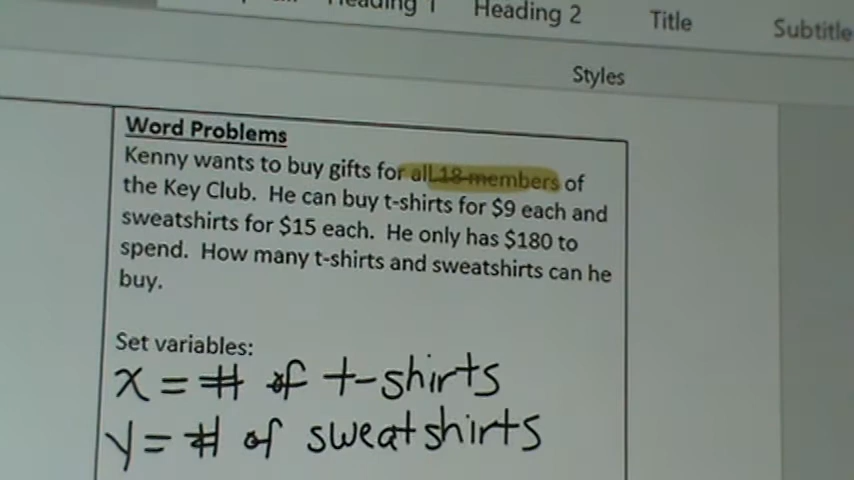 Heading 1 Heading 2 Title Subtitle
Styles
Word Problems
Kenny wants to buy gifts for all 18 members of
the Key Club. He can buy t-shirts for $9 each and
sweatshirts for $15 each. He only has $180 to
spend. How many t-shirts and sweatshirts can he
buy.
Set variables:
x = # of t-shirts
y = # of sweatshirts